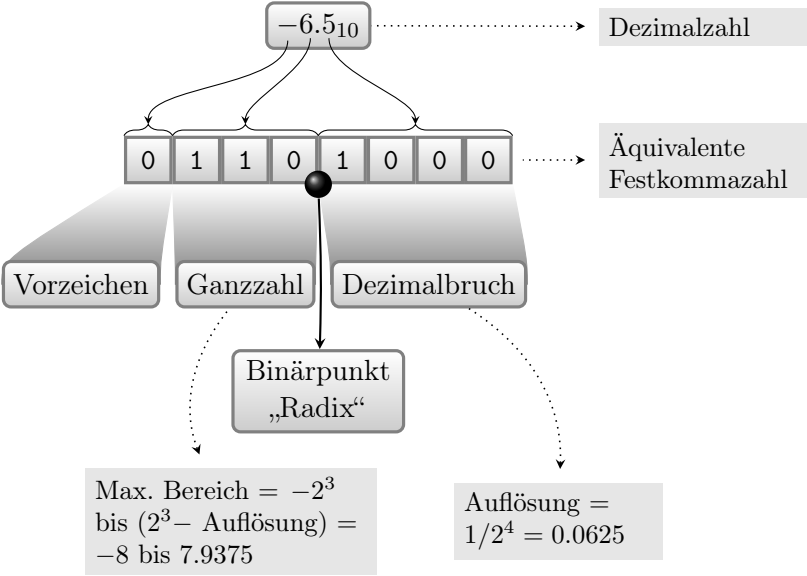 −6.5₁₀
Dezimalzahl
0 1 1 0 1 0 0 0
Äquivalente
Festkommazahl
Vorzeichen
Ganzzahl
Dezimalbruch
Binärpunkt
„Radix“
Max. Bereich = −2³
bis (2³− Auflösung) =
−8 bis 7.9375
Auflösung =
1/2⁴ = 0.0625